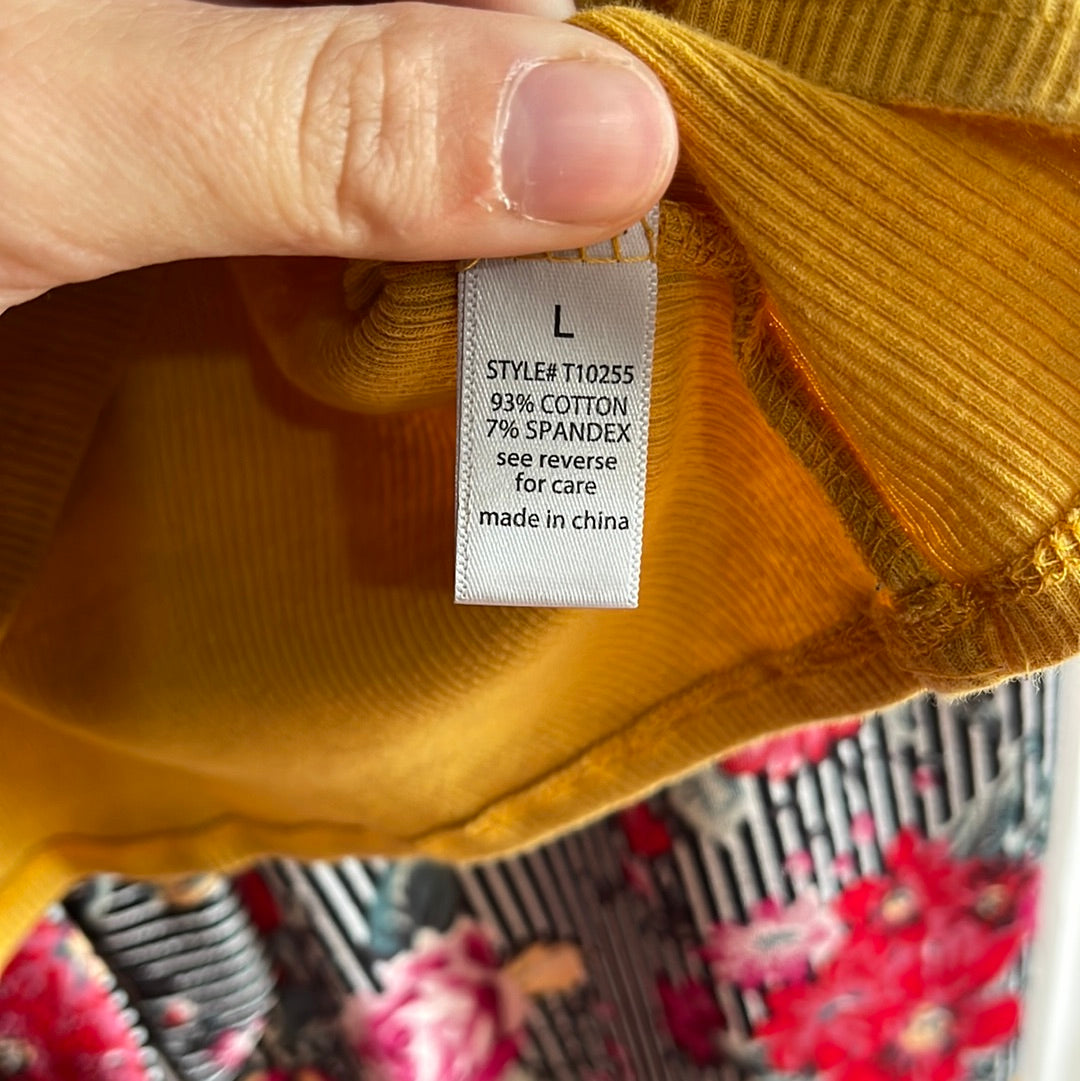 L
STYLE# T10255
93% COTTON
7% SPANDEX
see reverse
for care
made in china